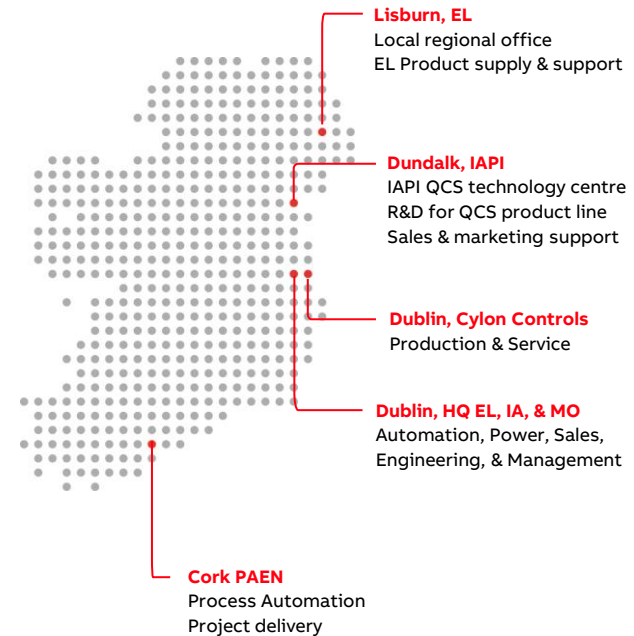 Lisburn, EL
Local regional office
EL Product supply & support
Dundalk, IAPI
IAPI QCS technology centre
R&D for QCS product line
Sales & marketing support
Dublin, Cylon Controls
Production & Service
Dublin, HQ EL, IA, & MO
Automation, Power, Sales,
Engineering, & Management
Cork PAEN
Process Automation
Project delivery